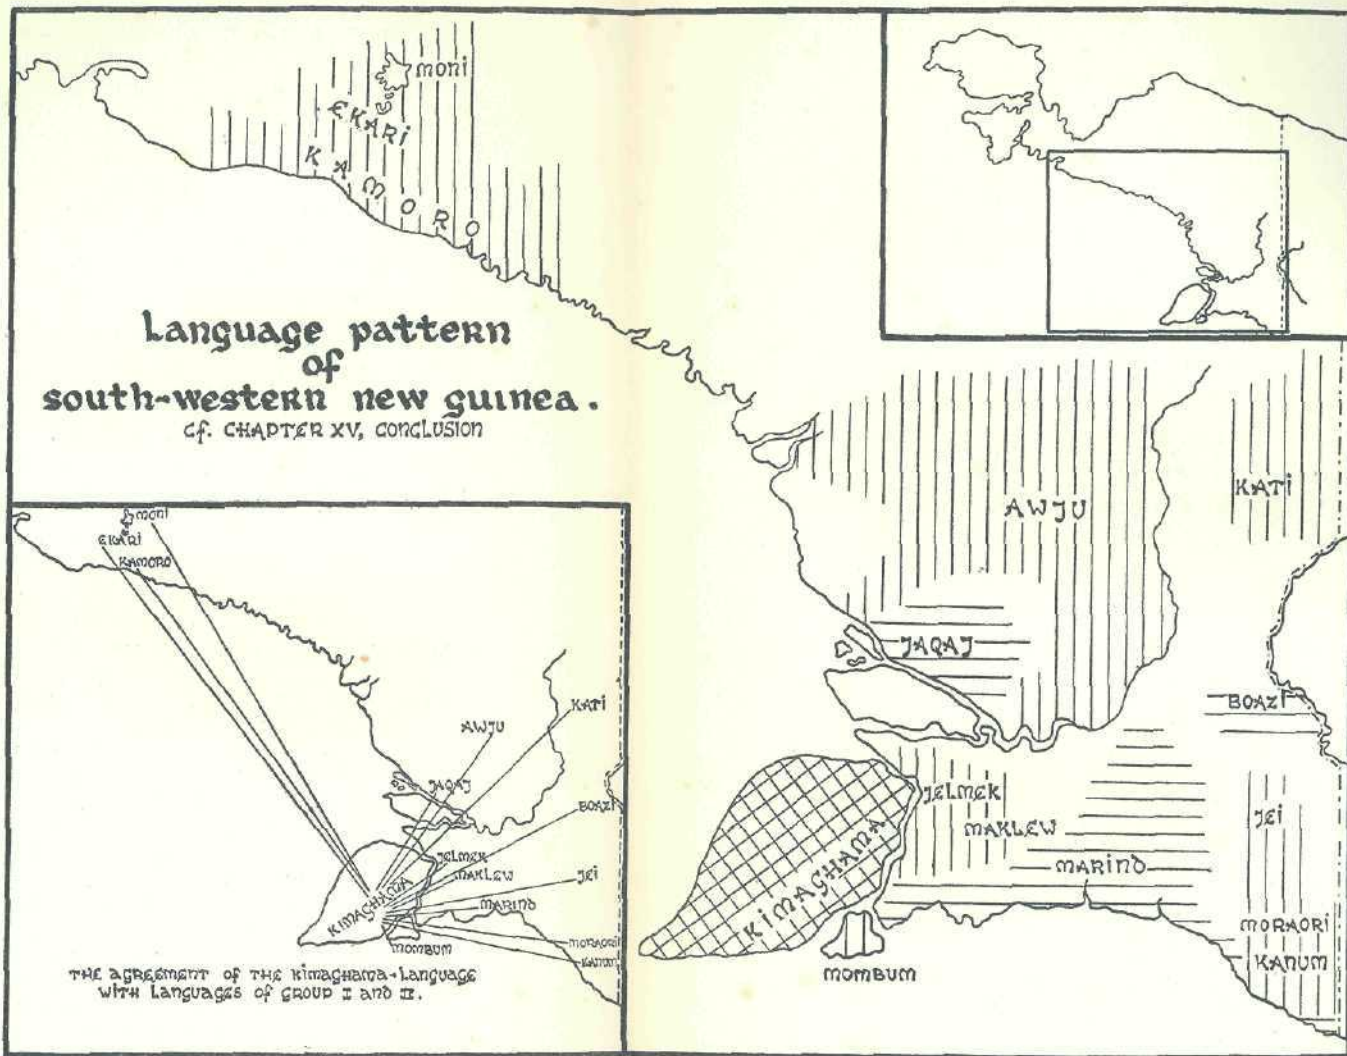 moni
EKARI
KAMORO
Language pattern
of
south-western new guinea.
cf. CHAPTER XV, CONCLUSION
AWJU
KATI
JAQAJ
BOAZI
JELMEK
MAKLEW
JEI
MARIND
KIMAGHAMA
MORAORI
KANUM
MOMBUM
moni
EKARI
KAMORO
KATI
AWJU
JAQAJ
BOAZI
JELMEK
MAKLEW
JEI
KIMAGHAMA
MARIND
MORAORI
MOMBUM
KANUM
THE AGREEMENT OF THE KIMAGHAMA-LANGUAGE
WITH LANGUAGES OF GROUP I AND II.